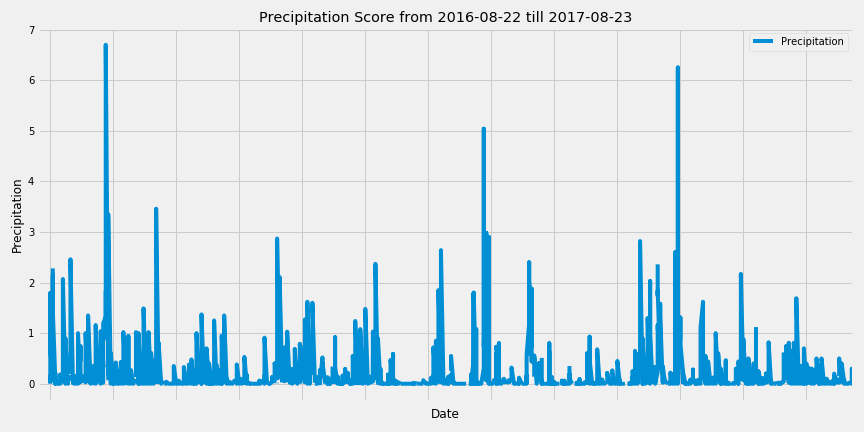 Precipitation Score from 2016-08-22 till 2017-08-23
Precipitation
7
6
5
4
3
2
1
0
Precipitation
Date